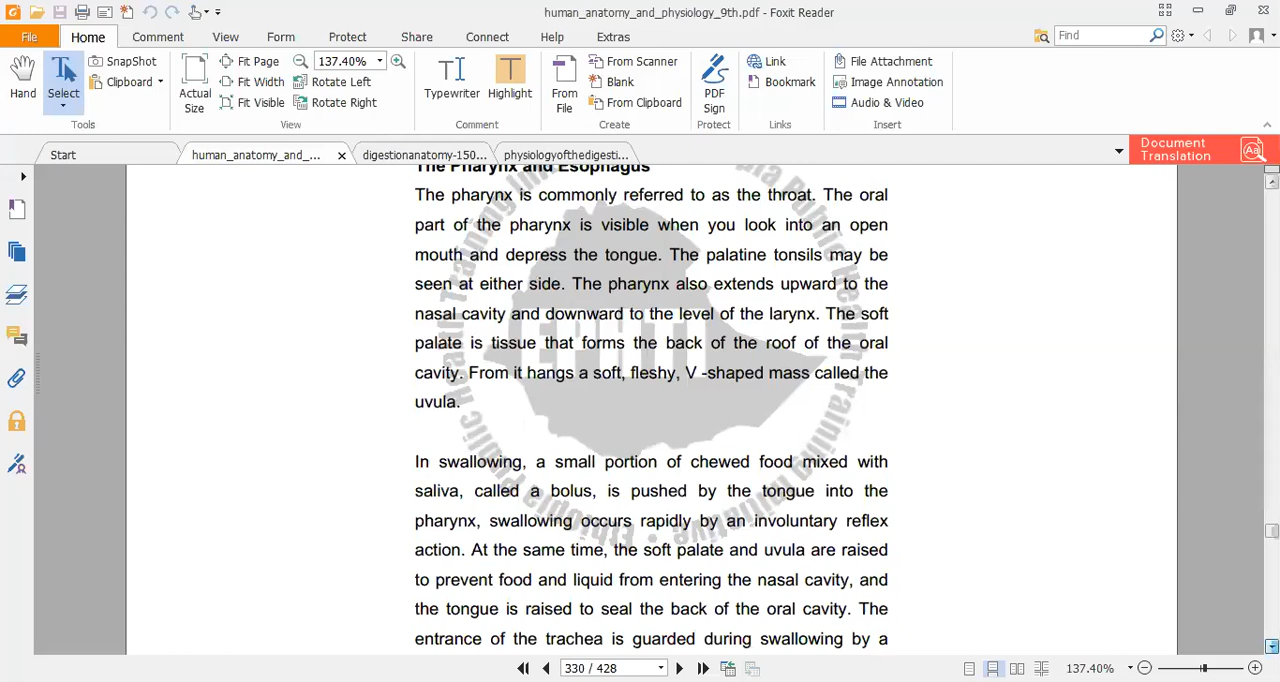 human_anatomy_and_physiology_9th.pdf - Foxit Reader
File Home Comment View Form Protect Share Connect Help Extras Find
Hand
Select
SnapShot
Clipboard
Tools
Actual Size
Fit Page
Fit Width
Fit Visible
137.40%
Rotate Left
Rotate Right
View
Typewriter
Highlight
Comment
From File
From Scanner
Blank
From Clipboard
Create
PDF Sign
Protect
Link
Bookmark
Links
File Attachment
Image Annotation
Audio & Video
Insert
Start human_anatomy_and_... digestionanatomy-150... physiologyofthedigesti...
Document Translation
The Pharynx and Esophagus
The pharynx is commonly referred to as the throat. The oral
part of the pharynx is visible when you look into an open
mouth and depress the tongue. The palatine tonsils may be
seen at either side. The pharynx also extends upward to the
nasal cavity and downward to the level of the larynx. The soft
palate is tissue that forms the back of the roof of the oral
cavity. From it hangs a soft, fleshy, V -shaped mass called the
uvula.
In swallowing, a small portion of chewed food mixed with
saliva, called a bolus, is pushed by the tongue into the
pharynx, swallowing occurs rapidly by an involuntary reflex
action. At the same time, the soft palate and uvula are raised
to prevent food and liquid from entering the nasal cavity, and
the tongue is raised to seal the back of the oral cavity. The
entrance of the trachea is guarded during swallowing by a
330 / 428
137.40%